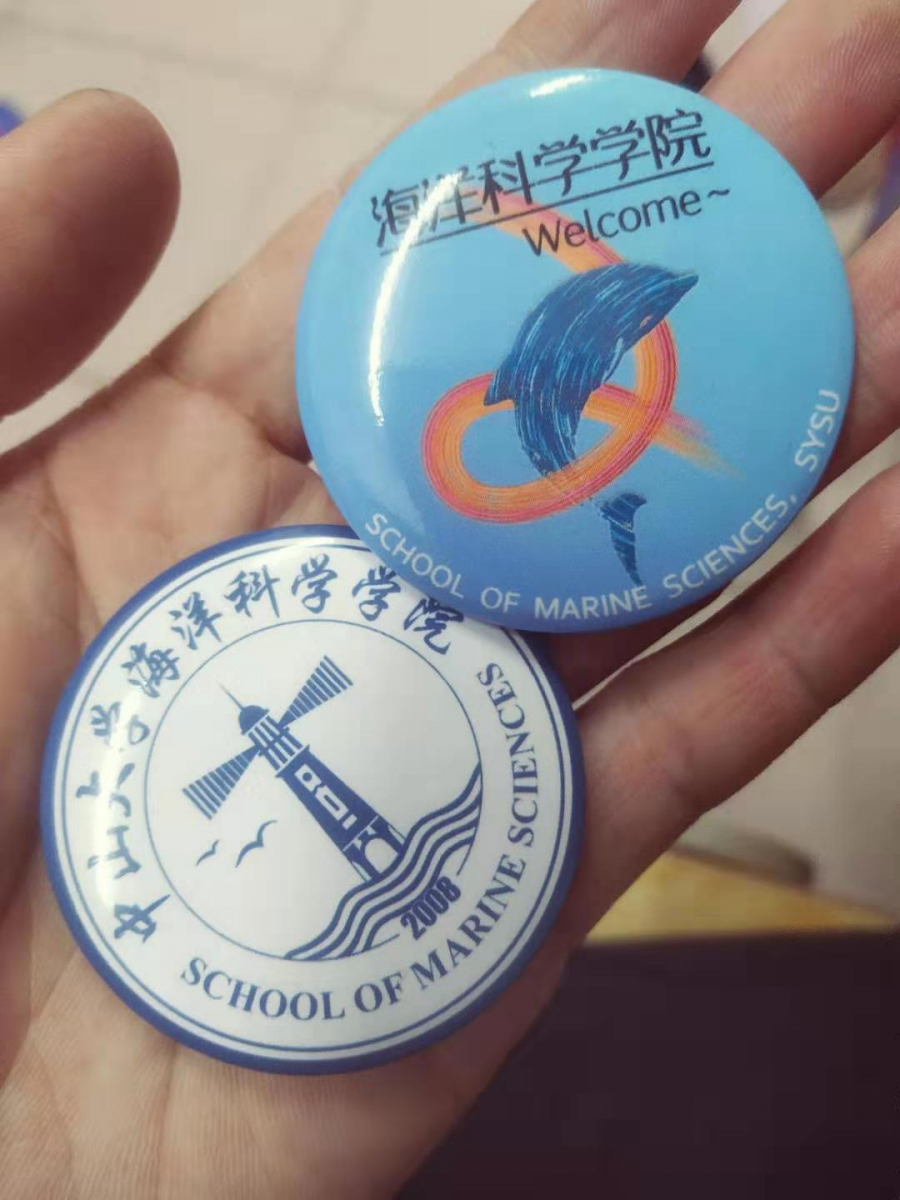 海洋科学学院
Welcome~
SCHOOL OF MARINE SCIENCES, SYSU
中山大学海洋科学学院
SCHOOL OF MARINE SCIENCES
2008